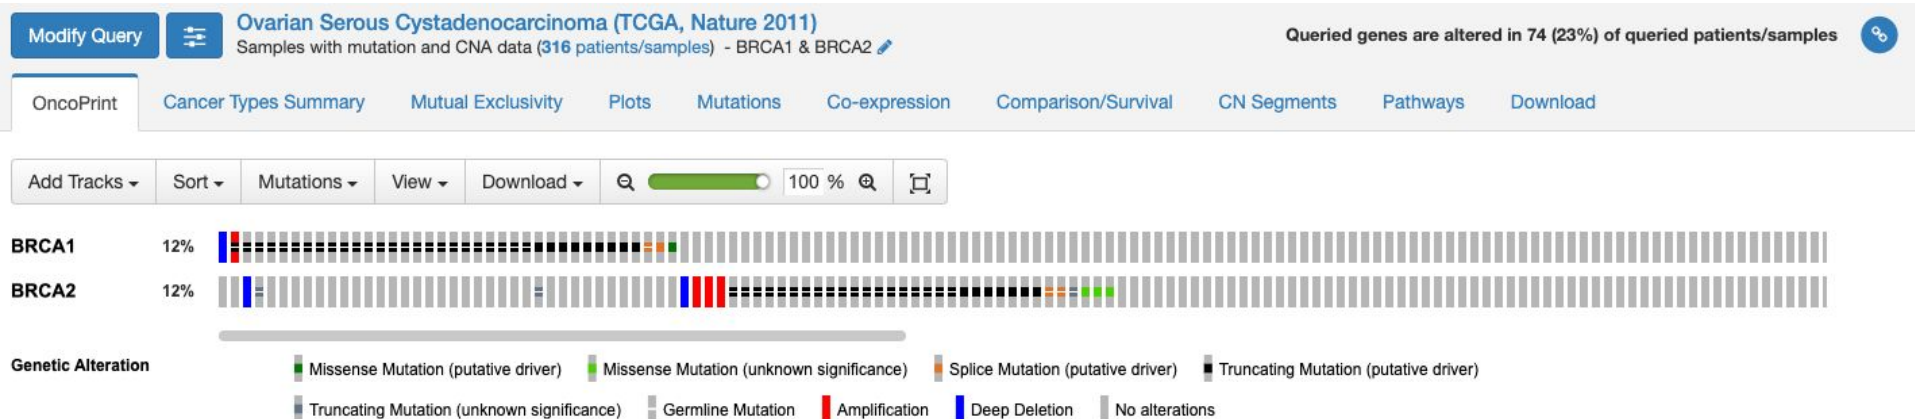 Modify Query
Ovarian Serous Cystadenocarcinoma (TCGA, Nature 2011)
Samples with mutation and CNA data (316 patients/samples) - BRCA1 & BRCA2
Queried genes are altered in 74 (23%) of queried patients/samples
OncoPrint Cancer Types Summary Mutual Exclusivity Plots Mutations Co-expression Comparison/Survival CN Segments Pathways Download
Add Tracks Sort Mutations View Download 100 %
BRCA1 12%
BRCA2 12%
Genetic Alteration Missense Mutation (putative driver) Missense Mutation (unknown significance) Splice Mutation (putative driver) Truncating Mutation (putative driver)
Truncating Mutation (unknown significance) Germline Mutation Amplification Deep Deletion No alterations